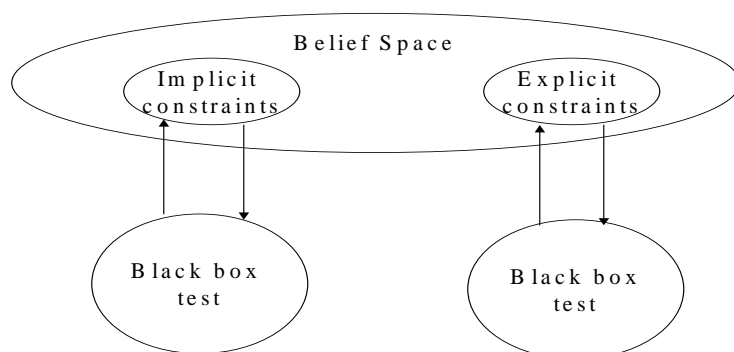 Belief Space
Implicit
constraints
Explicit
constraints
Black box
test
Black box
test